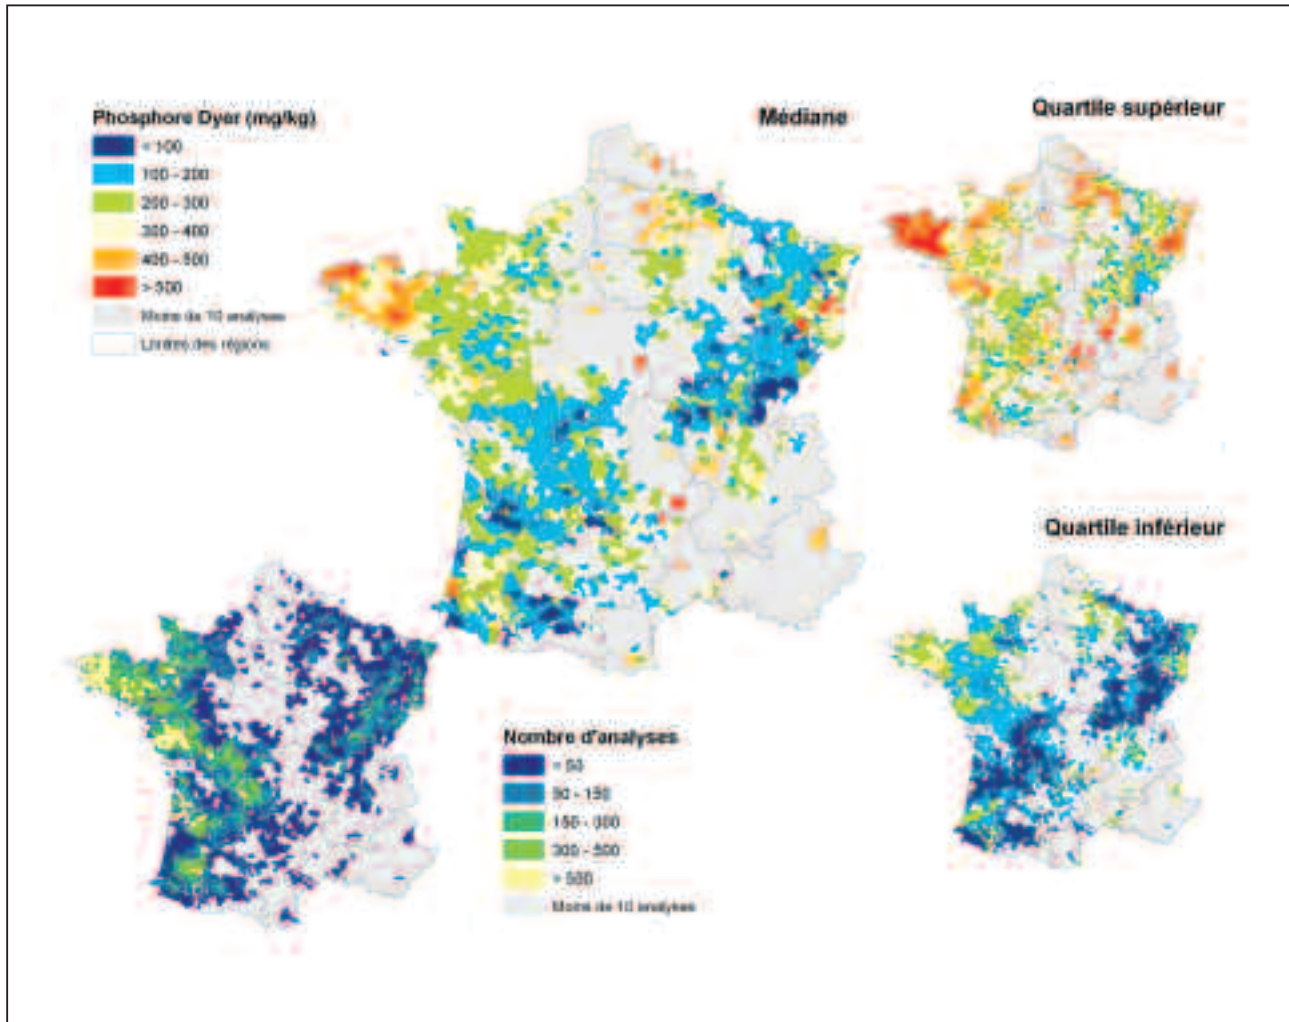 Phosphore Dyer (mg/kg)
< 100
100 - 200
200 - 300
300 - 400
400 - 500
> 500
Moins de 10 analyses
Limites des régions
Médiane
Quartile supérieur
Quartile inférieur
Nombre d'analyses
< 50
50 - 150
150 - 300
300 - 500
> 500
Moins de 10 analyses